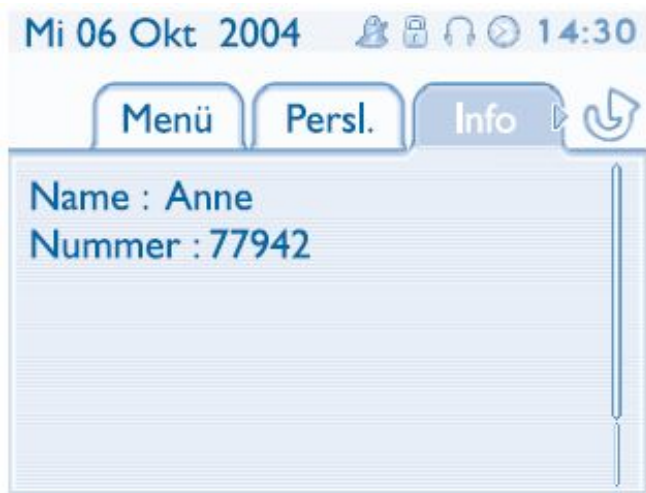 Mi 06 Okt 2004 14:30
Menü Persl. Info
Name : Anne
Nummer : 77942